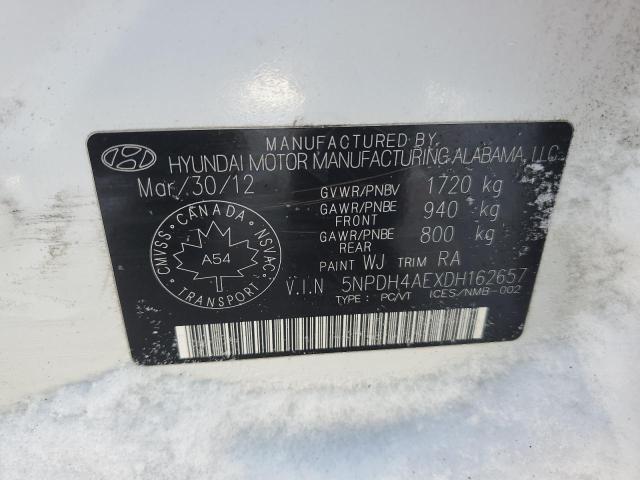 MANUFACTURED BY
HYUNDAI MOTOR MANUFACTURING ALABAMA, LLC
Mar/30/12
GVWR/PNBV 1720 kg
GAWR/PNBE FRONT 940 kg
GAWR/PNBE REAR 800 kg
PAINT WJ TRIM RA
CANADA
CMVSS
NSVAC
A54
TRANSPORT
V.I.N 5NPDH4AEXDH162657
TYPE : PC/VT ICES/NMB-002